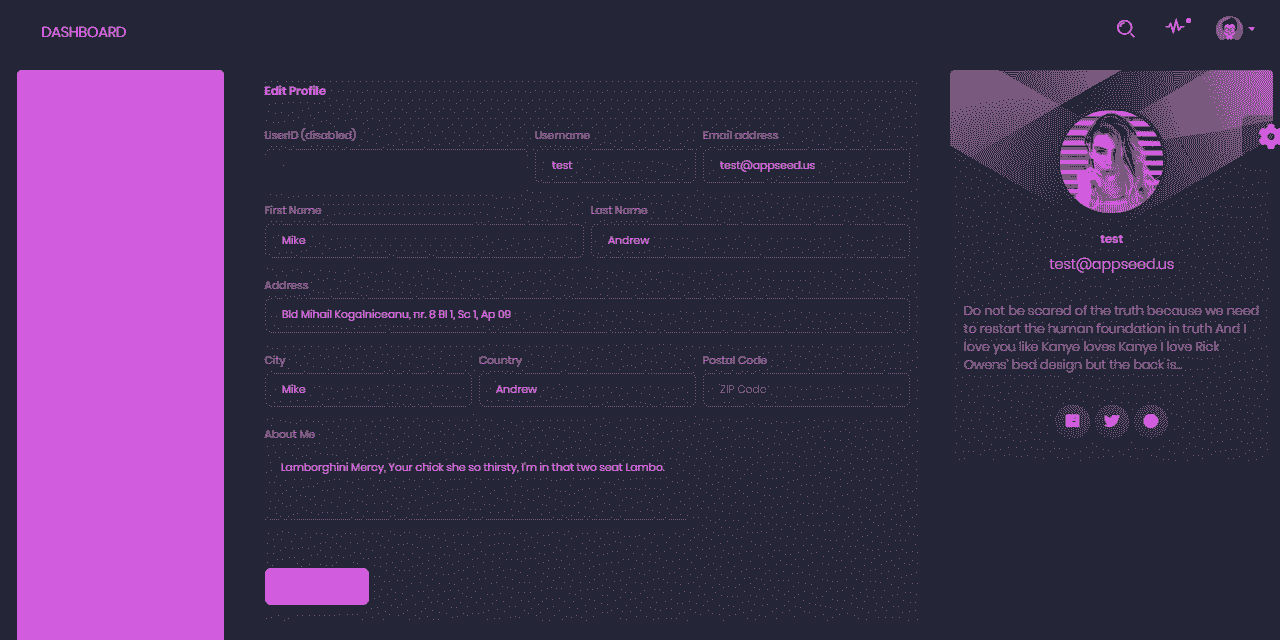 DASHBOARD
Edit Profile
UserID (disabled)
Username
Email address
test
test@appseed.us
First Name
Last Name
Mike
Andrew
Address
Bld Mihail Kogalniceanu, nr. 8 Bl 1, Sc 1, Ap 09
City
Country
Postal Code
Mike
Andrew
ZIP Code
About Me
Lamborghini Mercy, Your chick she so thirsty, I'm in that two seat Lambo.
test
test@appseed.us
Do not be scared of the truth because we need
to restart the human foundation in truth And I
love you like Kanye loves Kanye I love Rick
Owens' bed design but the back is...